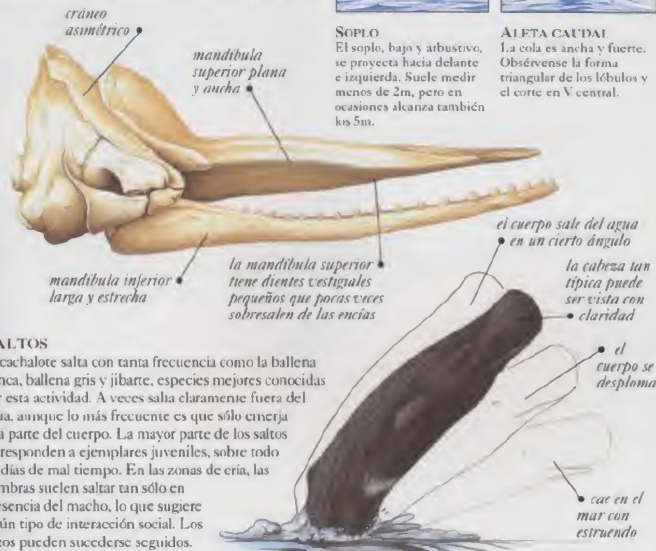 cráneo
asimétrico
mandíbula
superior plana
y ancha
SOPLO
El soplo, bajo y arbustivo,
se proyecta hacia delante
e izquierda. Suele medir
menos de 2m, pero en
ocasiones alcanza también
los 5m.
ALETA CAUDAL
La cola es ancha y fuerte.
Obsérvense la forma
triangular de los lóbulos y
el corte en V central.
mandíbula inferior
larga y estrecha
la mandíbula superior
tiene dientes vestigiales
pequeños que pocas veces
sobresalen de las encías
el cuerpo sale del agua
en un cierto ángulo
la cabeza tan
típica puede
ser vista con
claridad
el
cuerpo se
desploma
cae en el
mar con
estruendo
ALTOS
cachalote salta con tanta frecuencia como la ballena
nca, ballena gris y jibarte, especies mejores conocidas
r esta actividad. A veces salta claramente fuera del
ua, aunque lo más frecuente es que sólo emerja
a parte del cuerpo. La mayor parte de los saltos
responden a ejemplares juveniles, sobre todo
días de mal tiempo. En las zonas de cría, las
mbras suelen saltar tan sólo en
esencia del macho, lo que sugiere
ún tipo de interacción social. Los
tos pueden sucederse seguidos.